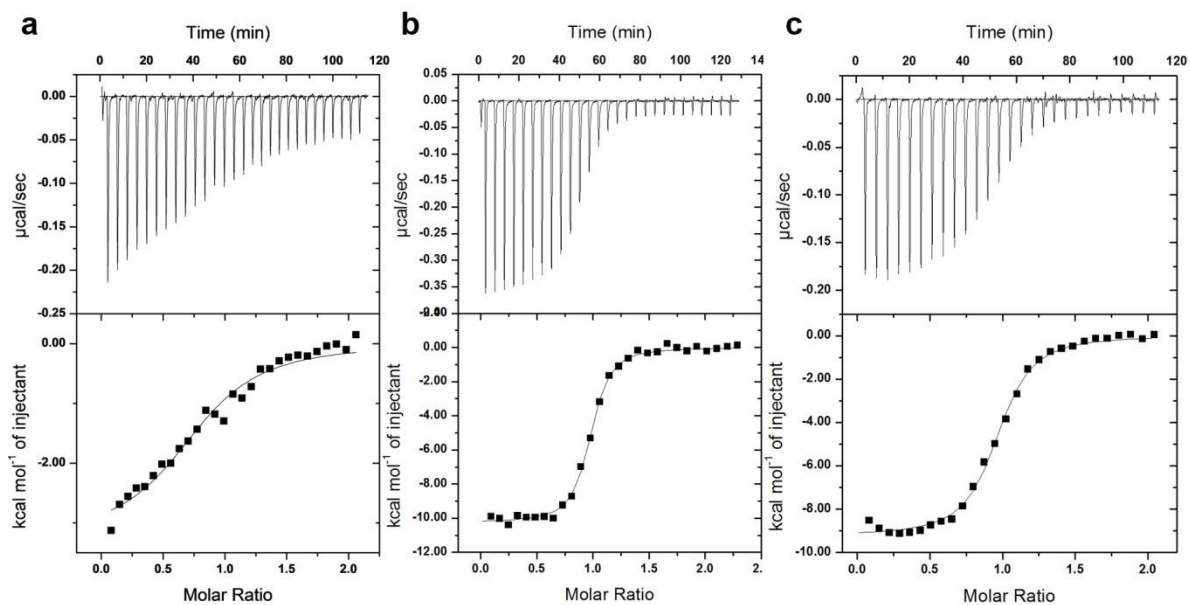 a
Time (min)
0 10 20 30 40 50 60 70 80 90 100 110 120
0.00
-0.05
-0.10
-0.15
-0.20
-0.25
µcal/sec
0.00
-2.00
kcal mol⁻¹ of injectant
0.0 0.5 1.0 1.5 2.0
Molar Ratio
b
Time (min)
0 20 40 60 80 100 120 14
0.05
0.00
-0.05
-0.10
-0.15
-0.20
-0.25
-0.30
-0.35
µcal/sec
0.00
-2.00
-4.00
-6.00
-8.00
-10.00
-12.00
kcal mol⁻¹ of injectant
0.0 0.5 1.0 1.5 2.0 2.
Molar Ratio
c
Time (min)
0 20 40 60 80 100 120
0.00
-0.05
-0.10
-0.15
-0.20
µcal/sec
0.00
-2.00
-4.00
-6.00
-8.00
-10.00
kcal mol⁻¹ of injectant
0.0 0.5 1.0 1.5 2.0
Molar Ratio